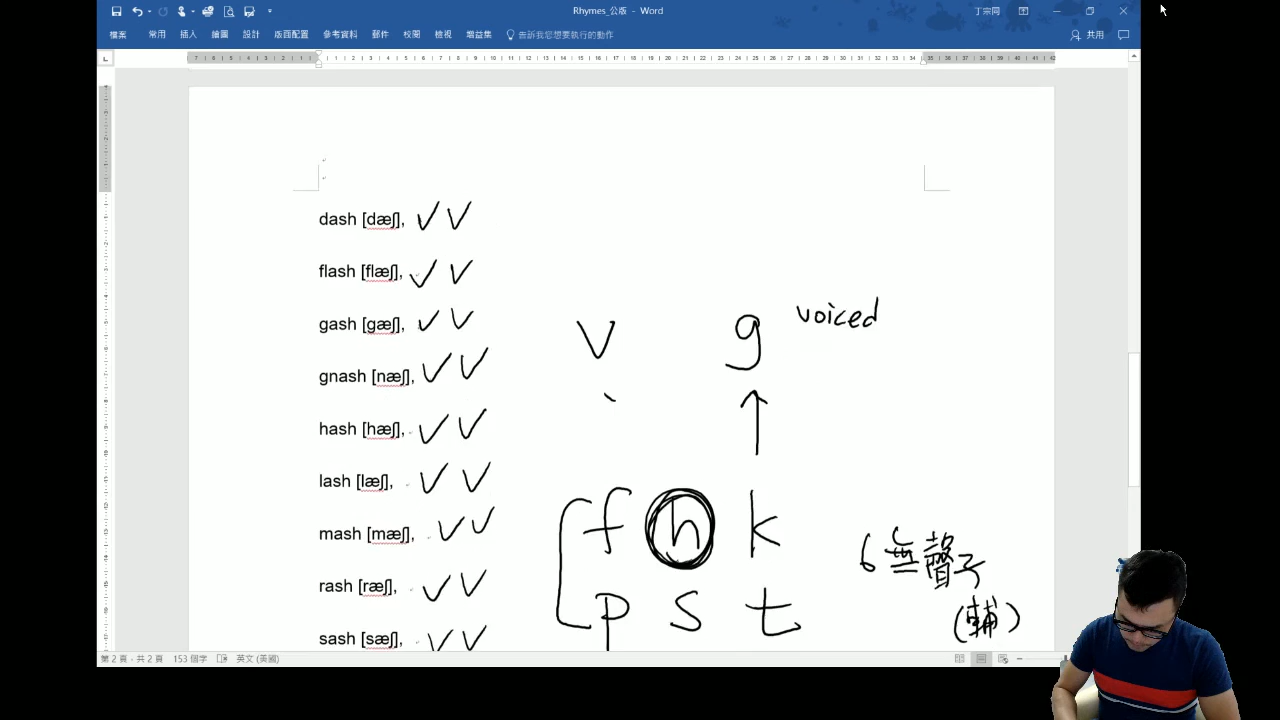 Rhymes_公版 - Word
丁宗冈
檔案 常用 插入 繪圖 設計 版面配置 參考資料 郵件 校閱 檢視 增益集 告訴我您想要執行的動作 共用
dash [dæʃ],
flash [flæʃ],
gash [gæʃ],
gnash [næʃ],
hash [hæʃ],
lash [læʃ],
mash [mæʃ],
rash [ræʃ],
sash [sæʃ],
v g voiced
f h k
6無聲子
p s t
(輔)
第 2 頁，共 2 頁 153 個字 英文 (美國)